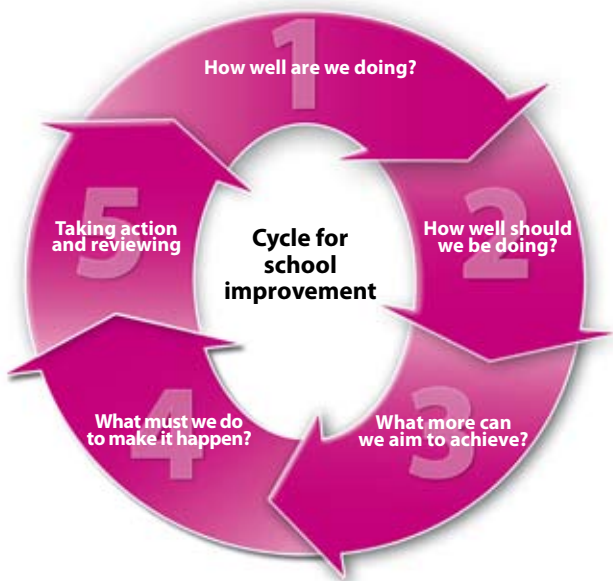 1
How well are we doing?
2
How well should
we be doing?
3
What more can
we aim to achieve?
4
What must we do
to make it happen?
5
Taking action
and reviewing
Cycle for
school
improvement